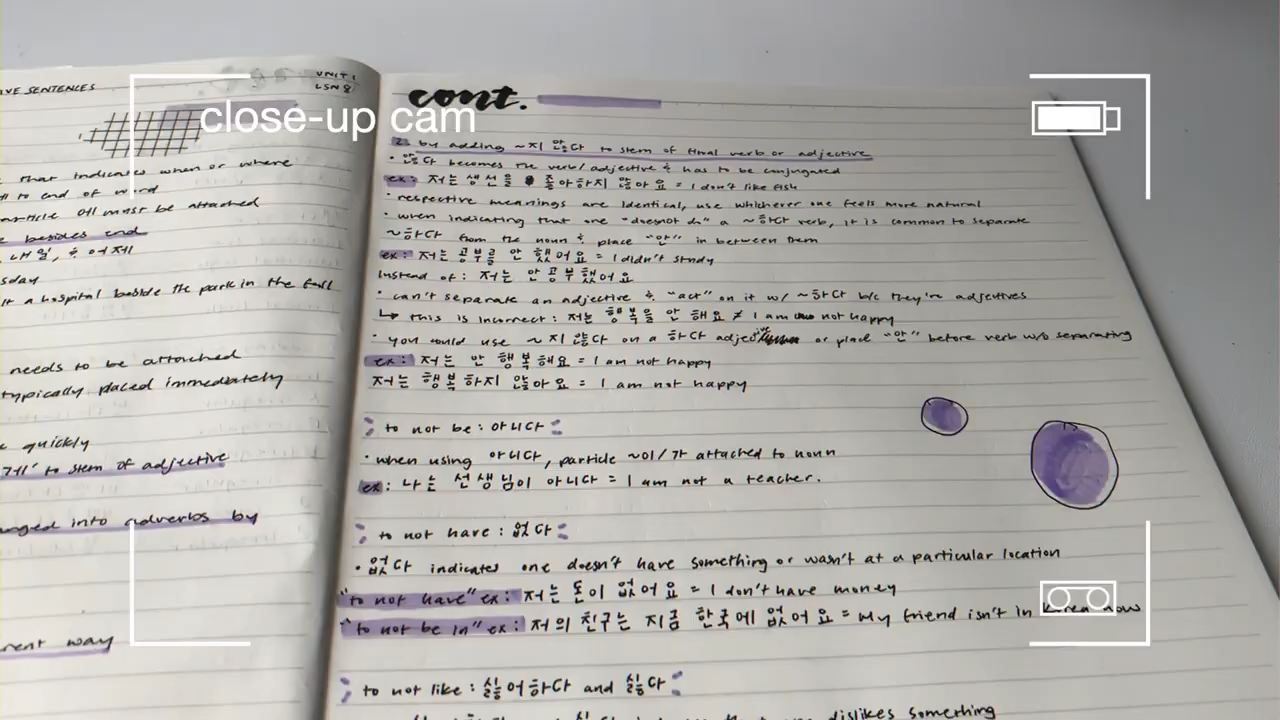 IVE SENTENCES
UNIT 1
LSN 8
that indicates when or where
to end of word
particle 에 must be attached
besides end
내일, & 어제
sday
a hospital beside the park in the fall
needs to be attached
typically placed immediately
quickly
게' to stem of adjective
anged into adverbs by
rent way
cont.
close-up cam
2. by adding ~지 않다 to stem of final verb or adjective
• 않다 becomes the verb/adjective & has to be conjugated
ex: 저는 생선을 좋아하지 않아요 = I don't like fish
• respective meanings are identical, use whichever one feels more natural
• when indicating that one "does not do" a ~하다 verb, it is common to separate
~하다 from the noun & place "안" in between them
ex: 저는 공부를 안 했어요 = I didn't study
instead of: 저는 안 공부했어요
• can't separate an adjective & "act" on it w/ ~하다 b/c they're adjectives
↳ this is incorrect: 저는 행복을 안 해요 ≠ I am not happy
• you could use ~지 않다 on a 하다 adjective or place "안" before verb w/o separating
ex: 저는 안 행복해요 = I am not happy
저는 행복하지 않아요 = I am not happy
to not be: 아니다
• when using 아니다, particle ~이/가 attached to noun
ex: 나는 선생님이 아니다 = I am not a teacher.
to not have: 없다
• 없다 indicates one doesn't have something or wasn't at a particular location
"to not have" ex: 저는 돈이 없어요 = I don't have money
"to not be in" ex: 저의 친구는 지금 한국에 없어요 = My friend isn't in Korea now
to not like: 싫어하다 and 싫다
dislikes something